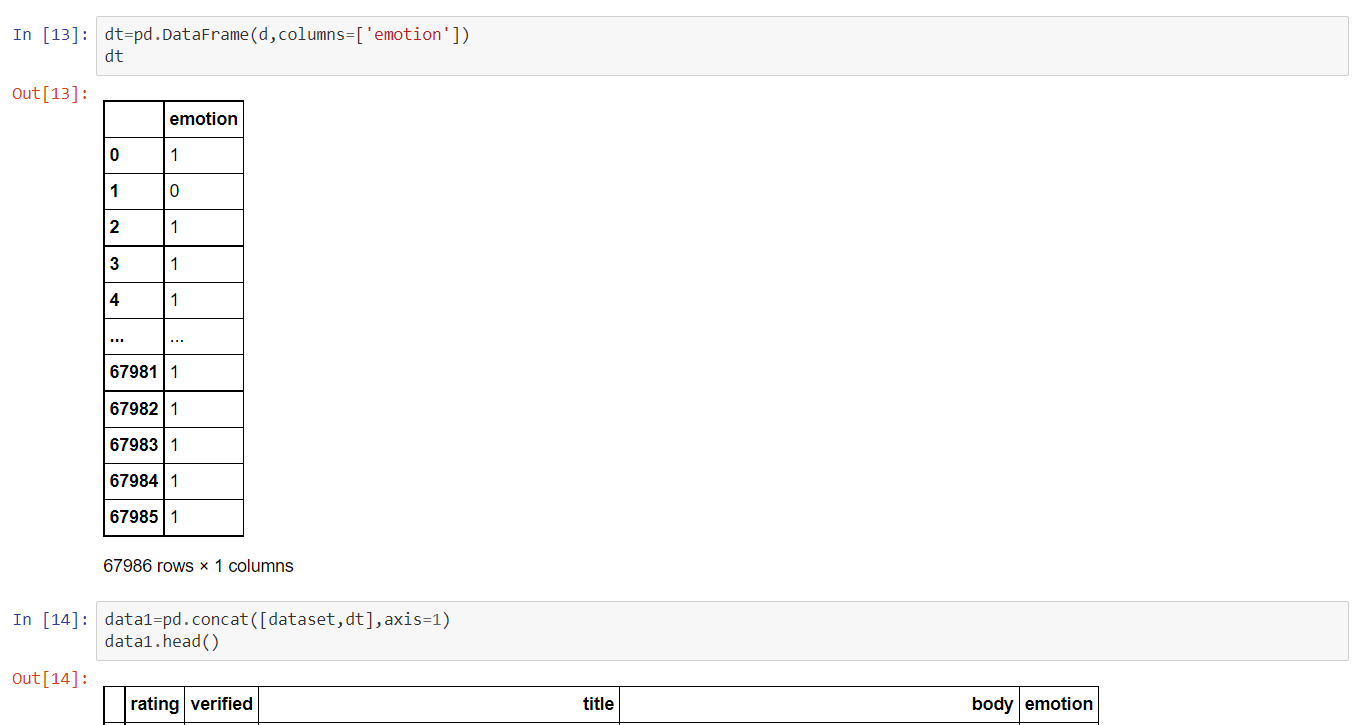 In [13]: dt=pd.DataFrame(d,columns=['emotion'])
dt
Out[13]:
emotion
0 1
1 0
2 1
3 1
4 1
... ...
67981 1
67982 1
67983 1
67984 1
67985 1
67986 rows × 1 columns
In [14]: data1=pd.concat([dataset,dt],axis=1)
data1.head()
Out[14]:
rating verified title body emotion